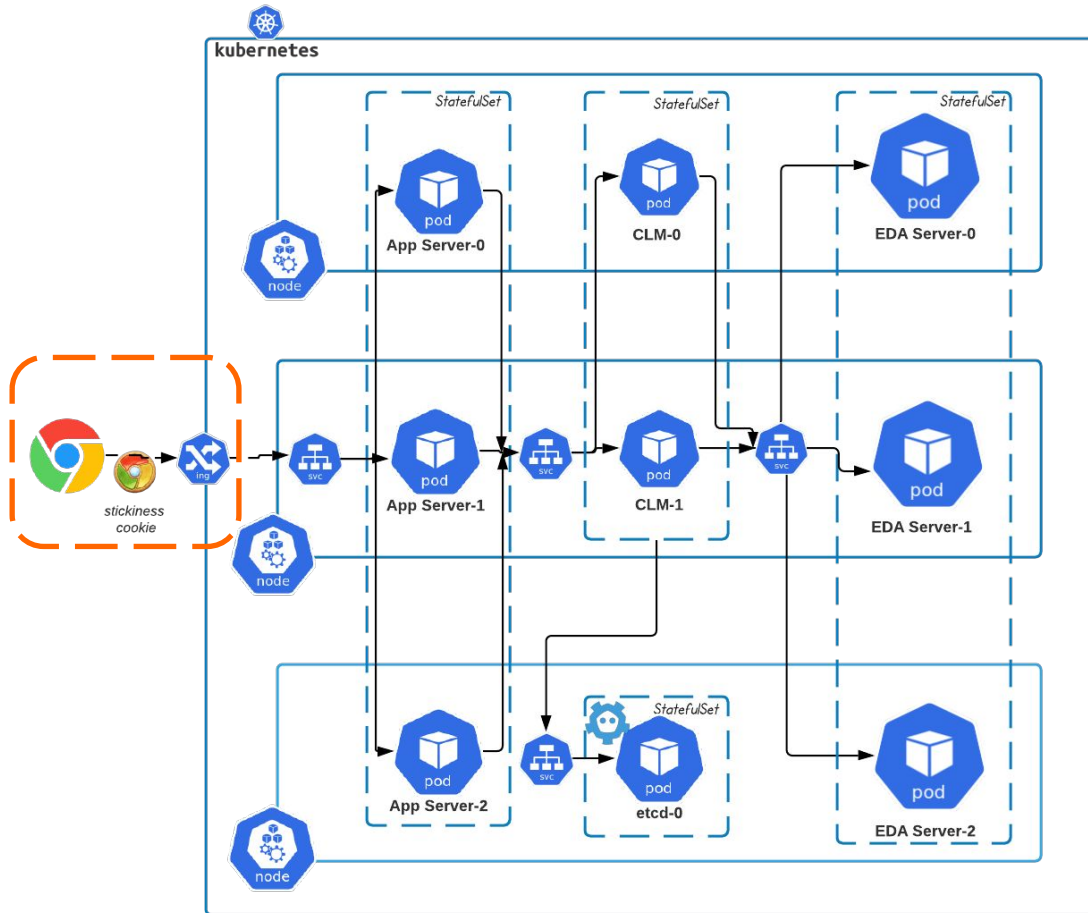 kubernetes
StatefulSet
StatefulSet
StatefulSet
pod
App Server-0
pod
CLM-0
pod
EDA Server-0
node
stickiness
cookie
ing
svc
pod
App Server-1
svc
pod
CLM-1
svc
pod
EDA Server-1
node
StatefulSet
pod
App Server-2
svc
pod
etcd-0
pod
EDA Server-2
node